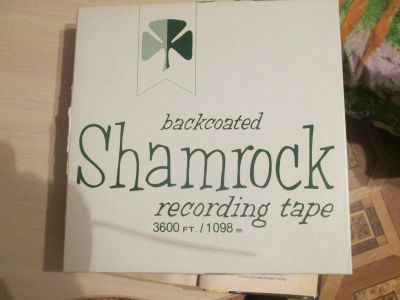 backcoated
Shamrock
recording tape
3600 FT. / 1098 m